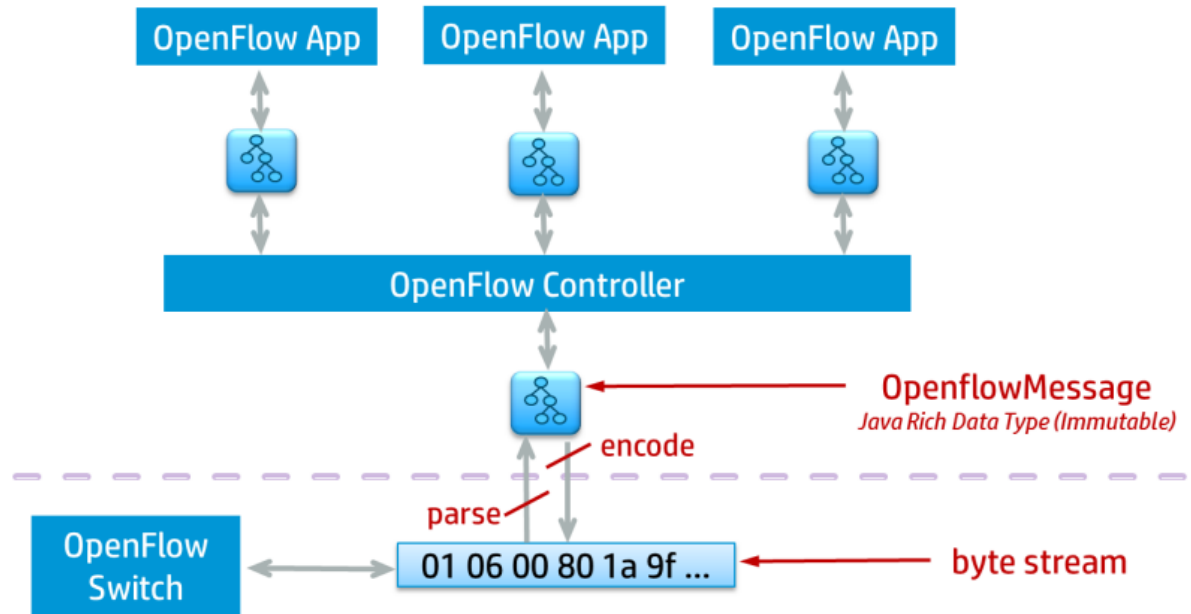 OpenFlow App
OpenFlow App
OpenFlow App
OpenFlow Controller
OpenflowMessage
Java Rich Data Type (Immutable)
encode
parse
OpenFlow
Switch
01 06 00 80 1a 9f ...
byte stream